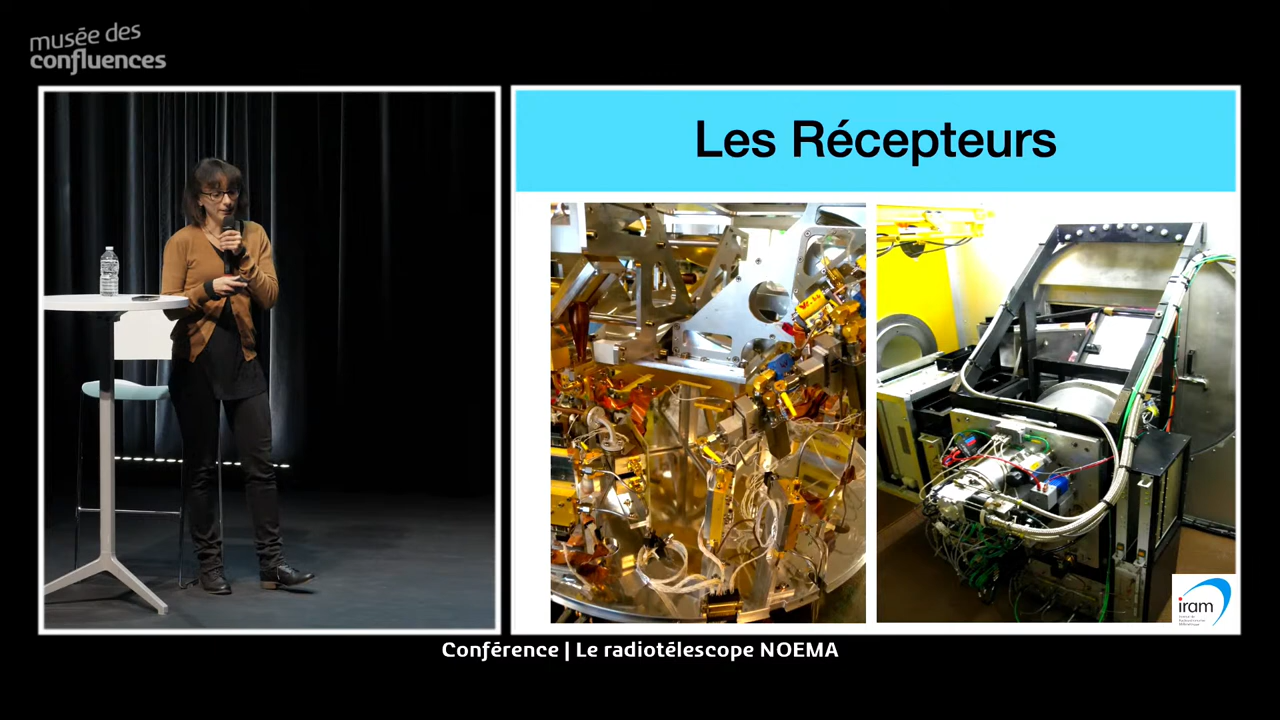 musée des
confluences
Les Récepteurs
iram
Conférence | Le radiotélescope NOEMA